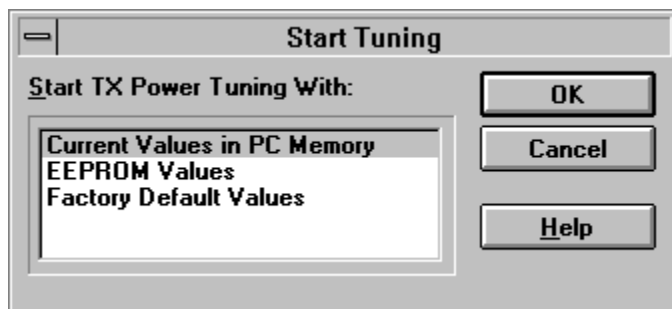 Start Tuning
Start TX Power Tuning With:
Current Values in PC Memory
EEPROM Values
Factory Default Values
OK
Cancel
Help